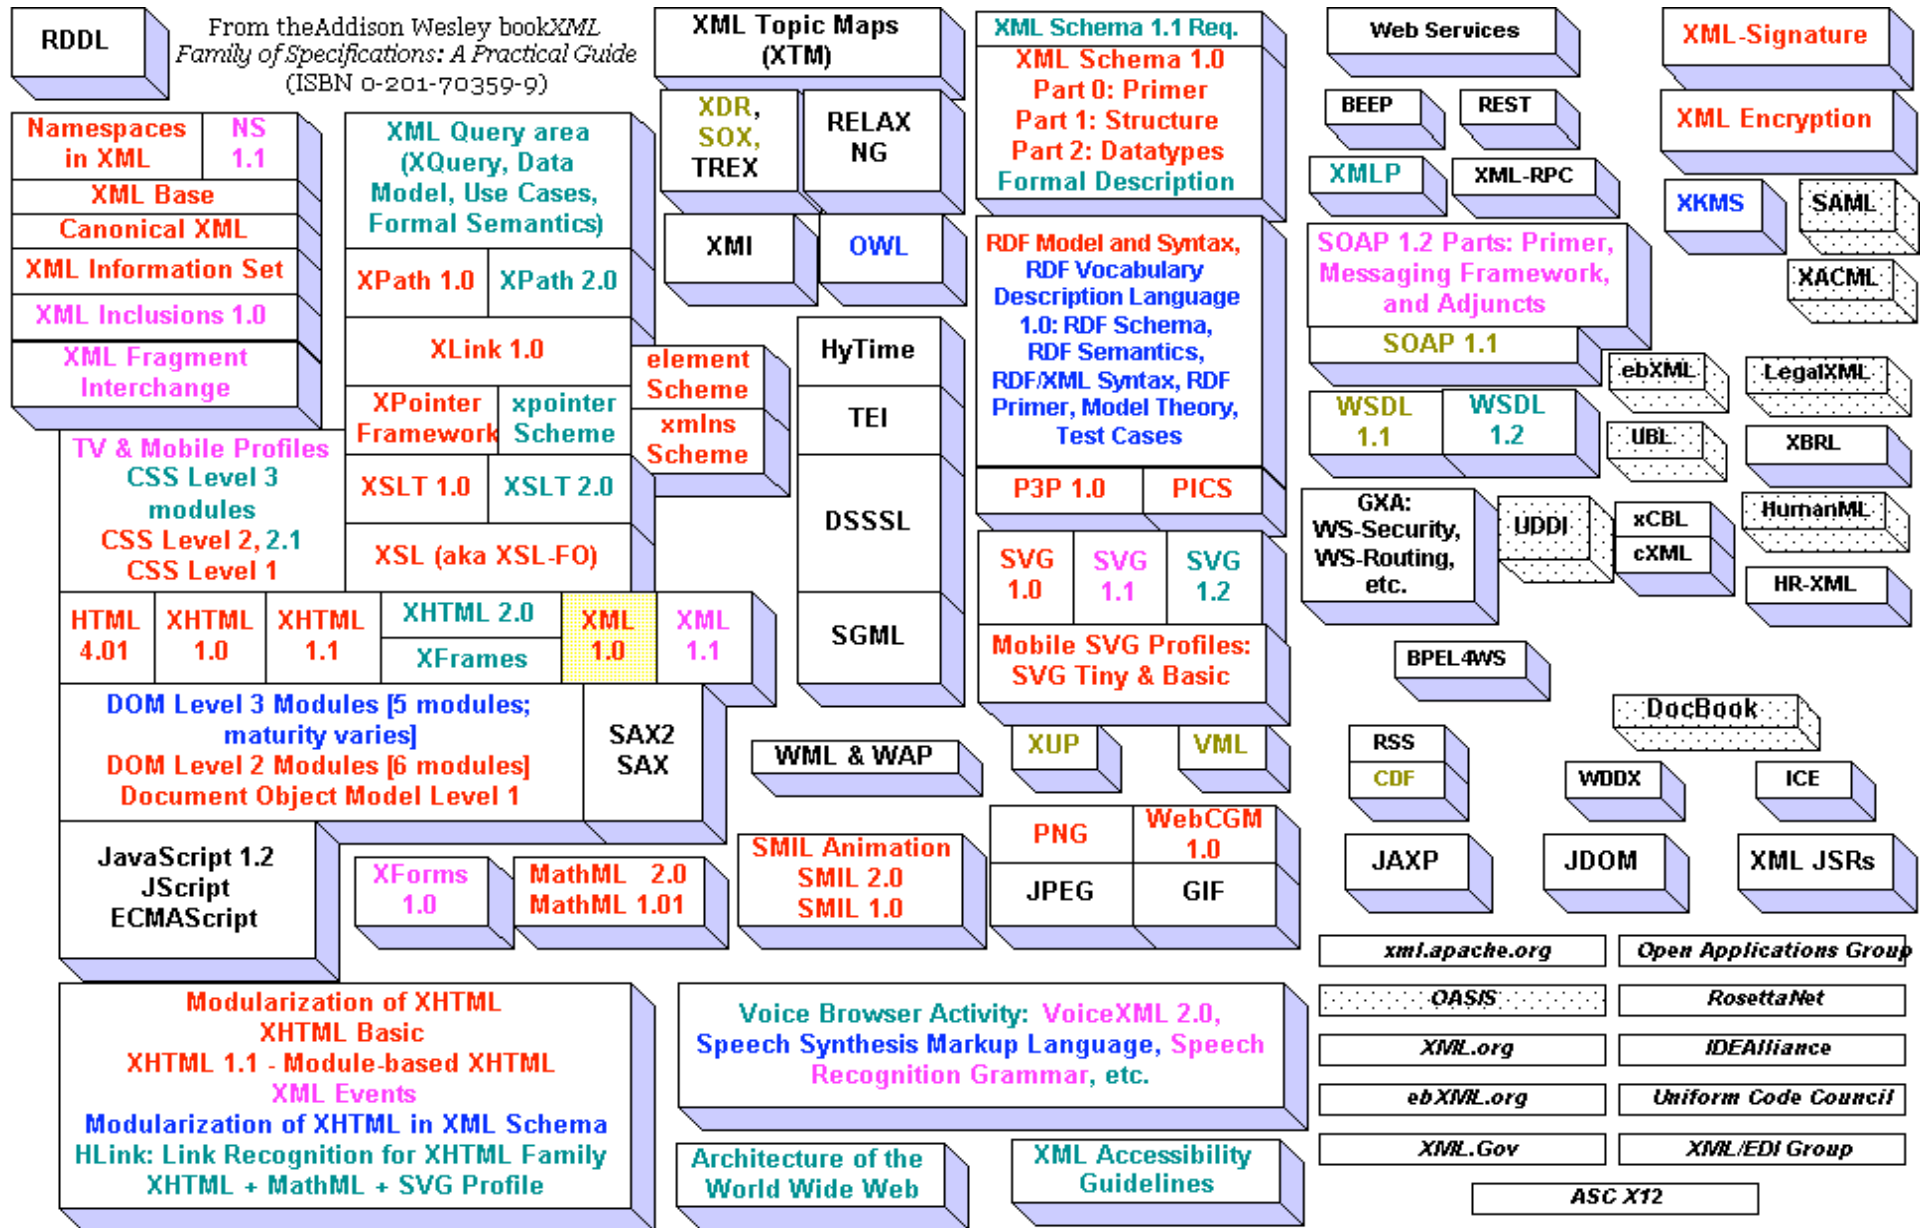 RDDL
From theAddison Wesley bookXML
Family of Specifications: A Practical Guide
(ISBN 0-201-70359-9)
Namespaces
in XML
NS
1.1
XML Base
Canonical XML
XML Information Set
XML Inclusions 1.0
XML Fragment
Interchange
XML Query area
(XQuery, Data
Model, Use Cases,
Formal Semantics)
XPath 1.0
XPath 2.0
XLink 1.0
XPointer
Framework
xpointer
Scheme
element
Scheme
xmlns
Scheme
XSLT 1.0
XSLT 2.0
XSL (aka XSL-FO)
TV & Mobile Profiles
CSS Level 3
modules
CSS Level 2, 2.1
CSS Level 1
HTML
4.01
XHTML
1.0
XHTML
1.1
XHTML 2.0
XFrames
XML
1.0
XML
1.1
DOM Level 3 Modules [5 modules;
maturity varies]
DOM Level 2 Modules [6 modules]
Document Object Model Level 1
SAX2
SAX
JavaScript 1.2
JScript
ECMAScript
XForms
1.0
MathML 2.0
MathML 1.01
Modularization of XHTML
XHTML Basic
XHTML 1.1 - Module-based XHTML
XML Events
Modularization of XHTML in XML Schema
HLink: Link Recognition for XHTML Family
XHTML + MathML + SVG Profile
XML Topic Maps
(XTM)
XDR,
SOX,
TREX
RELAX
NG
XMI
OWL
HyTime
TEI
DSSSL
SGML
WML & WAP
SMIL Animation
SMIL 2.0
SMIL 1.0
XML Schema 1.1 Req.
XML Schema 1.0
Part 0: Primer
Part 1: Structure
Part 2: Datatypes
Formal Description
RDF Model and Syntax,
RDF Vocabulary
Description Language
1.0: RDF Schema,
RDF Semantics,
RDF/XML Syntax, RDF
Primer, Model Theory,
Test Cases
P3P 1.0
PICS
SVG
1.0
SVG
1.1
SVG
1.2
Mobile SVG Profiles:
SVG Tiny & Basic
XUP
VML
PNG
WebCGM
1.0
JPEG
GIF
Voice Browser Activity: VoiceXML 2.0,
Speech Synthesis Markup Language, Speech
Recognition Grammar, etc.
Architecture of the
World Wide Web
XML Accessibility
Guidelines
Web Services
BEEP
REST
XMLP
XML-RPC
SOAP 1.2 Parts: Primer,
Messaging Framework,
and Adjuncts
SOAP 1.1
WSDL
1.1
WSDL
1.2
GXA:
WS-Security,
WS-Routing,
etc.
UDDI
BPEL4WS
XML-Signature
XML Encryption
XKMS
SAML
XACML
ebXML
LegalXML
UBL
XBRL
xCBL
cXML
HumanML
HR-XML
DocBook
RSS
CDF
WDDX
ICE
JAXP
JDOM
XML JSRs
xml.apache.org
Open Applications Group
OASIS
RosettaNet
XML.org
IDEAlliance
ebXML.org
Uniform Code Council
XML.Gov
XML/EDI Group
ASC X12